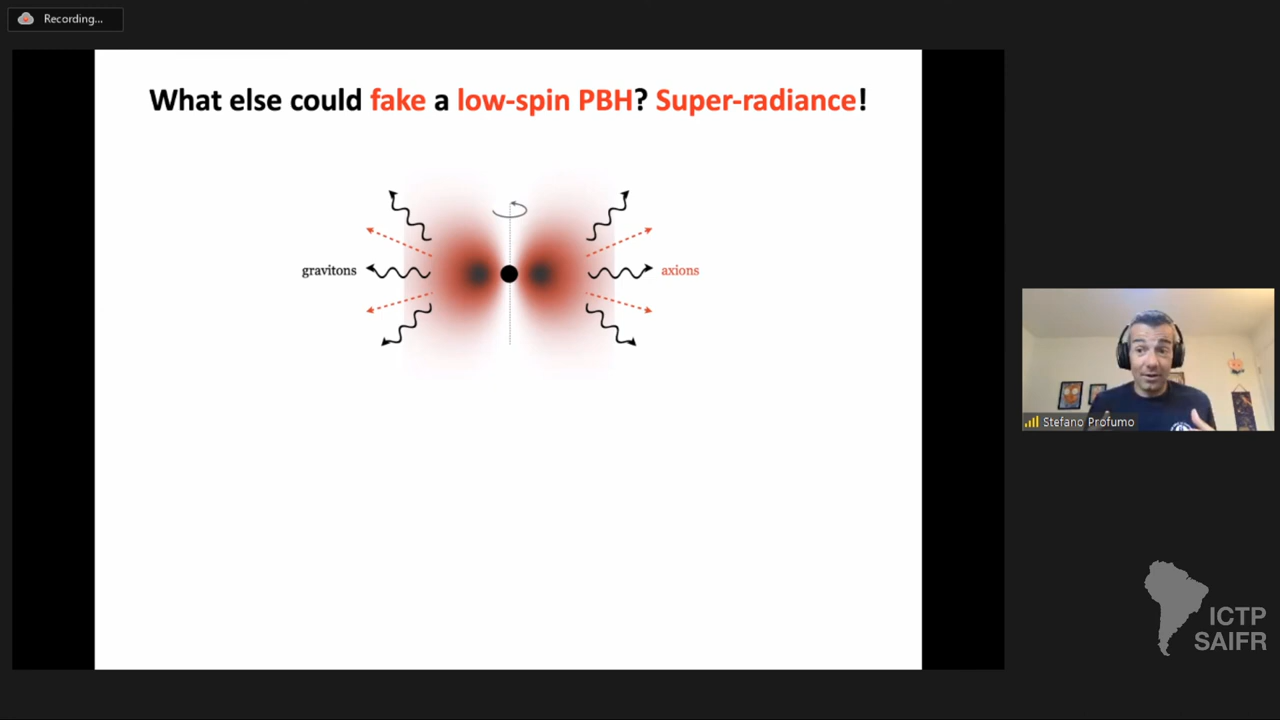 Recording...
What else could fake a low-spin PBH? Super-radiance!
gravitons
axions
Stefano Profumo
ICTP
SAIFR